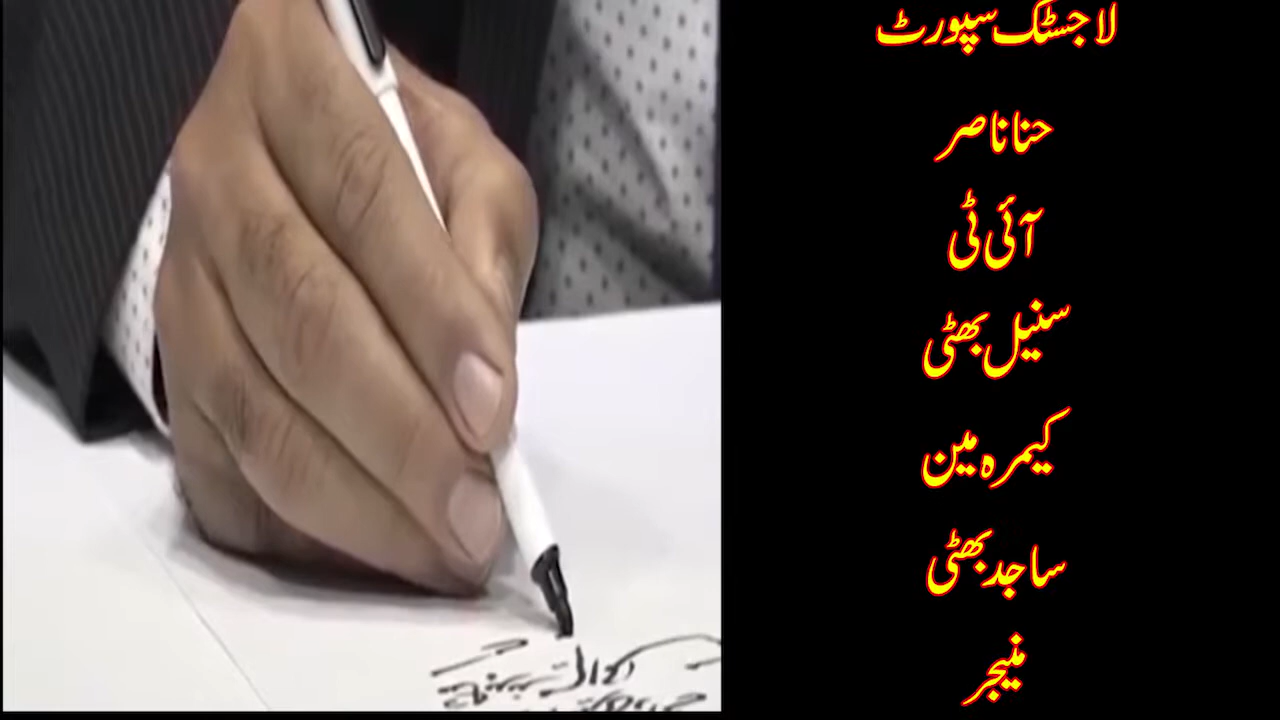 لاجسٹک سپورٹ
حنا ناصر
آئی ٹی
سنیل بھٹی
کیمرہ مین
ساجد بھٹی
منیجر